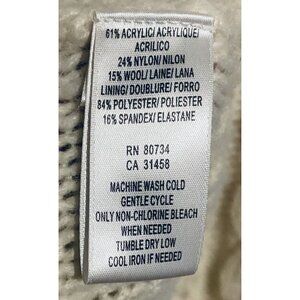 61% ACRYLIC/ ACRYLIQUE/
ACRILICO
24% NYLON/ NILON
15% WOOL/ LAINE/ LANA
LINING/ DOUBLURE/ FORRO
84% POLYESTER/ POLIESTER
16% SPANDEX/ ELASTANE
RN 80734
CA 31458
MACHINE WASH COLD
GENTLE CYCLE
ONLY NON-CHLORINE BLEACH
WHEN NEEDED
TUMBLE DRY LOW
COOL IRON IF NEEDED